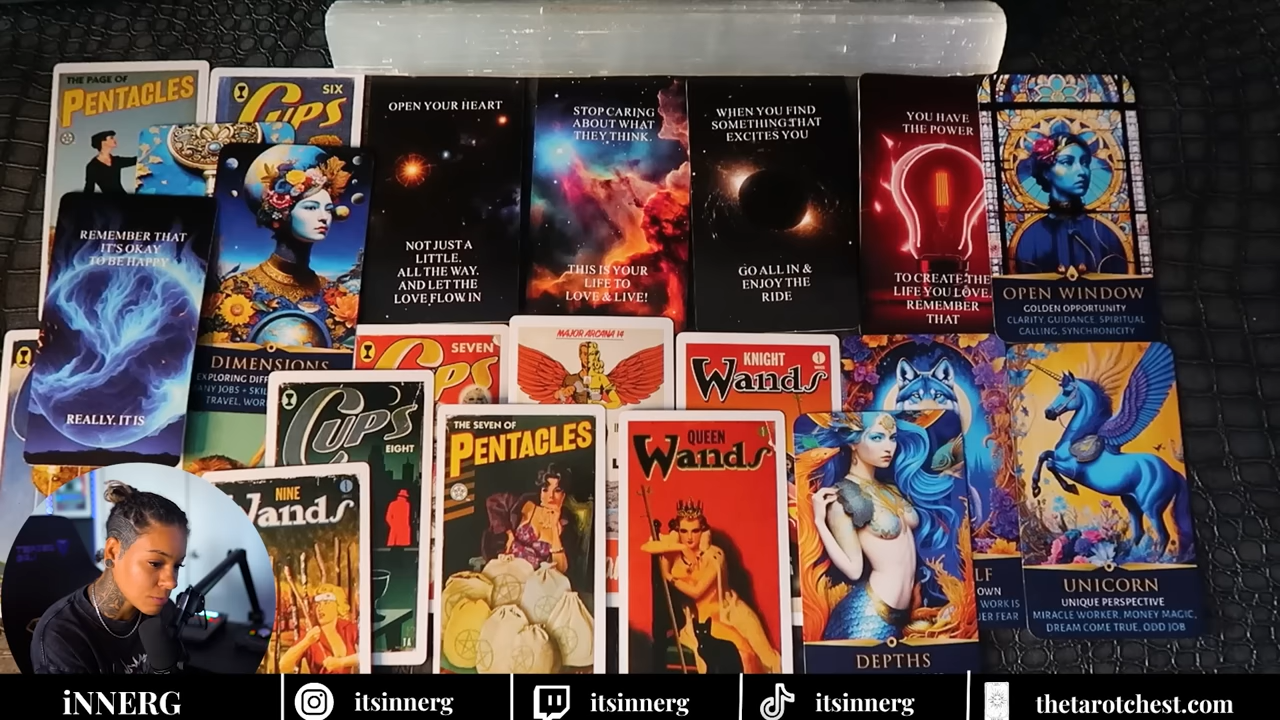 THE PAGE OF
PENTACLES
SIX
Cups
REMEMBER THAT
IT'S OKAY
TO BE HAPPY
REALLY. IT IS
DIMENSIONS
EXPLORING
TRAVEL,
OPEN YOUR HEART
NOT JUST A
LITTLE.
ALL THE WAY.
AND LET THE
LOVE FLOW IN
STOP CARING
ABOUT WHAT
THEY THINK.
THIS IS YOUR
LIFE TO
LOVE & LIVE!
WHEN YOU FIND
SOMETHING THAT
EXCITES YOU
GO ALL IN &
ENJOY THE
RIDE
YOU HAVE
THE POWER
TO CREATE THE
LIFE YOU LOVE.
REMEMBER
THAT
OPEN WINDOW
GOLDEN OPPORTUNITY
CLARITY, GUIDANCE, SPIRITUAL
CALLING, SYNCHRONICITY
SEVEN
Cups
MAJOR ARCANA 14
KNIGHT
Wands
Cups
EIGHT
THE SEVEN OF
PENTACLES
QUEEN
Wands
NINE
Wands
DEPTHS
LF
OWN
WORK IS
FEAR
UNICORN
UNIQUE PERSPECTIVE
MIRACLE WORKER, MONEY MAGIC,
DREAM COME TRUE, ODD JOB
iNNERG
itsinnerg
itsinnerg
itsinnerg
thetarotchest.com